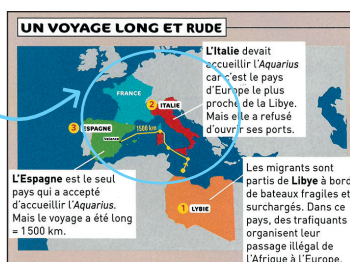 UN VOYAGE LONG ET RUDE
L'Italie devait
accueillir l'Aquarius
car c'est le pays
d'Europe le plus
proche de la Libye.
Mais elle a refusé
d'ouvrir ses ports.
FRANCE
2 ITALIE
3 ESPAGNE
1500 km
L'Espagne est le seul
pays qui a accepté
d'accueillir l'Aquarius.
Mais le voyage a été long
= 1 500 km.
1 LYBIE
Les migrants sont
partis de Libye à bord
de bateaux fragiles et
surchargés. Dans ce
pays, des trafiquants
organisent leur
passage illégal de
l'Afrique à l'Europe.